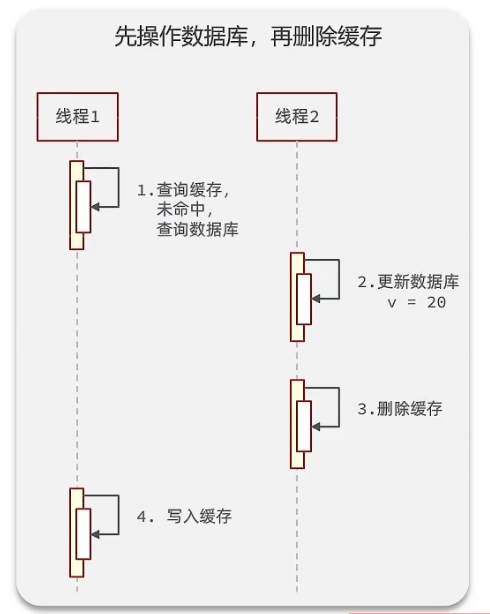 先操作数据库，再删除缓存
线程1
线程2
1.查询缓存，
未命中，
查询数据库
2.更新数据库
v = 20
3.删除缓存
4. 写入缓存